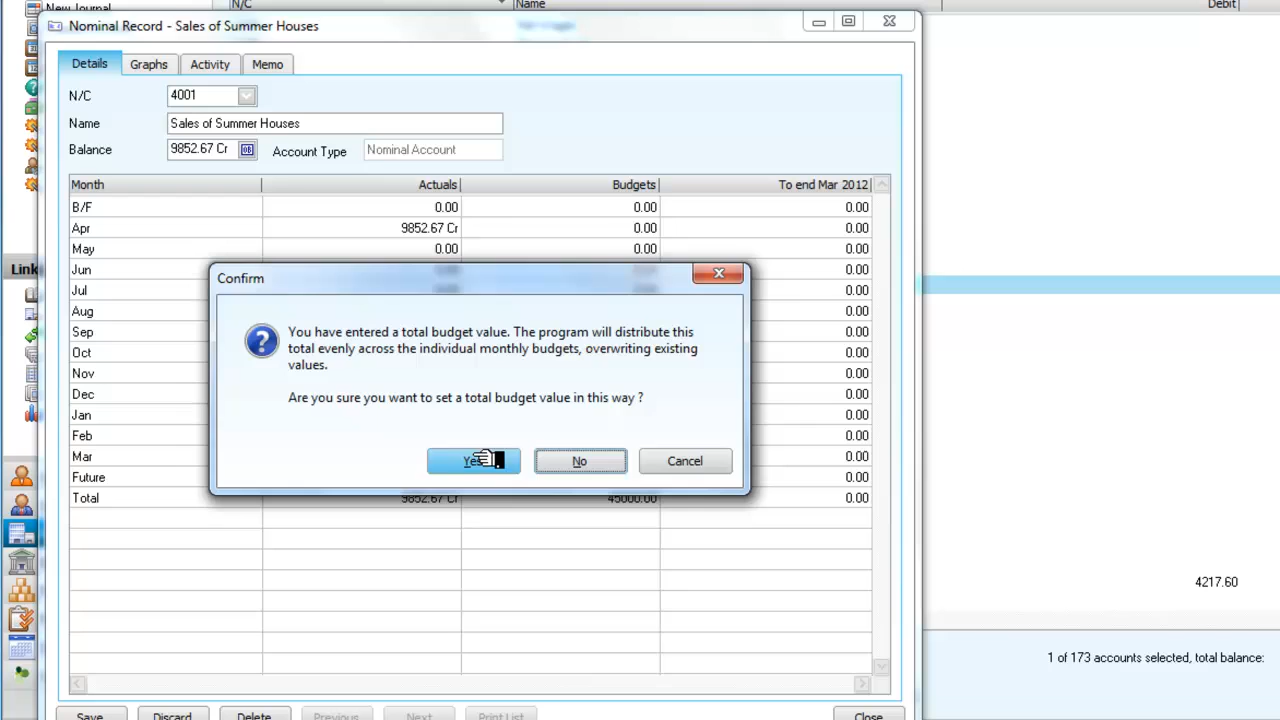 New Journal
N/C Name Debit
Nominal Record - Sales of Summer Houses
Details Graphs Activity Memo
N/C 4001
Name Sales of Summer Houses
Balance 9852.67 Cr OB Account Type Nominal Account
Month Actuals Budgets To end Mar 2012
B/F 0.00 0.00 0.00
Apr 9852.67 Cr 0.00 0.00
May 0.00 0.00 0.00
Jun 0.00
Jul 0.00
Aug 0.00
Sep 0.00
Oct 0.00
Nov 0.00
Dec 0.00
Jan 0.00
Feb 0.00
Mar 0.00
Future 0.00
Total 9852.67 Cr 45000.00 0.00
Link
Confirm
You have entered a total budget value. The program will distribute this
total evenly across the individual monthly budgets, overwriting existing
values.
Are you sure you want to set a total budget value in this way ?
Yes No Cancel
4217.60
1 of 173 accounts selected, total balance:
Save Discard Delete Previous Next Print List Close